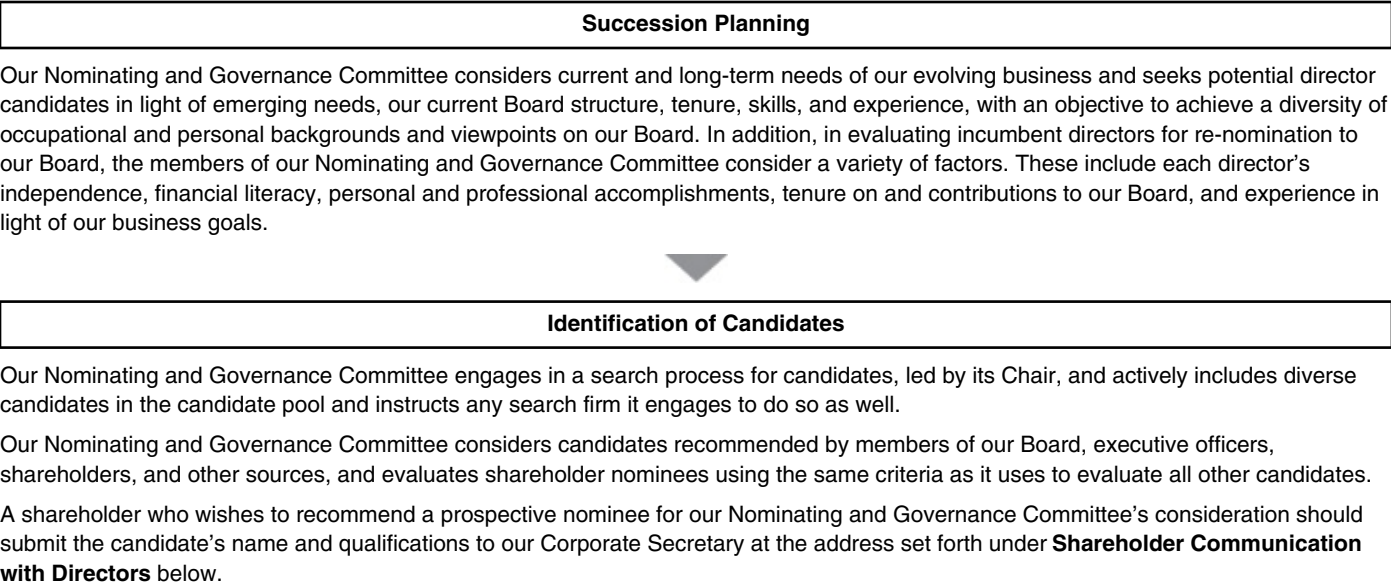 Succession Planning
Our Nominating and Governance Committee considers current and long-term needs of our evolving business and seeks potential director
candidates in light of emerging needs, our current Board structure, tenure, skills, and experience, with an objective to achieve a diversity of
occupational and personal backgrounds and viewpoints on our Board. In addition, in evaluating incumbent directors for re-nomination to
our Board, the members of our Nominating and Governance Committee consider a variety of factors. These include each director’s
independence, financial literacy, personal and professional accomplishments, tenure on and contributions to our Board, and experience in
light of our business goals.
Identification of Candidates
Our Nominating and Governance Committee engages in a search process for candidates, led by its Chair, and actively includes diverse
candidates in the candidate pool and instructs any search firm it engages to do so as well.
Our Nominating and Governance Committee considers candidates recommended by members of our Board, executive officers,
shareholders, and other sources, and evaluates shareholder nominees using the same criteria as it uses to evaluate all other candidates.
A shareholder who wishes to recommend a prospective nominee for our Nominating and Governance Committee’s consideration should
submit the candidate’s name and qualifications to our Corporate Secretary at the address set forth under Shareholder Communication
with Directors below.